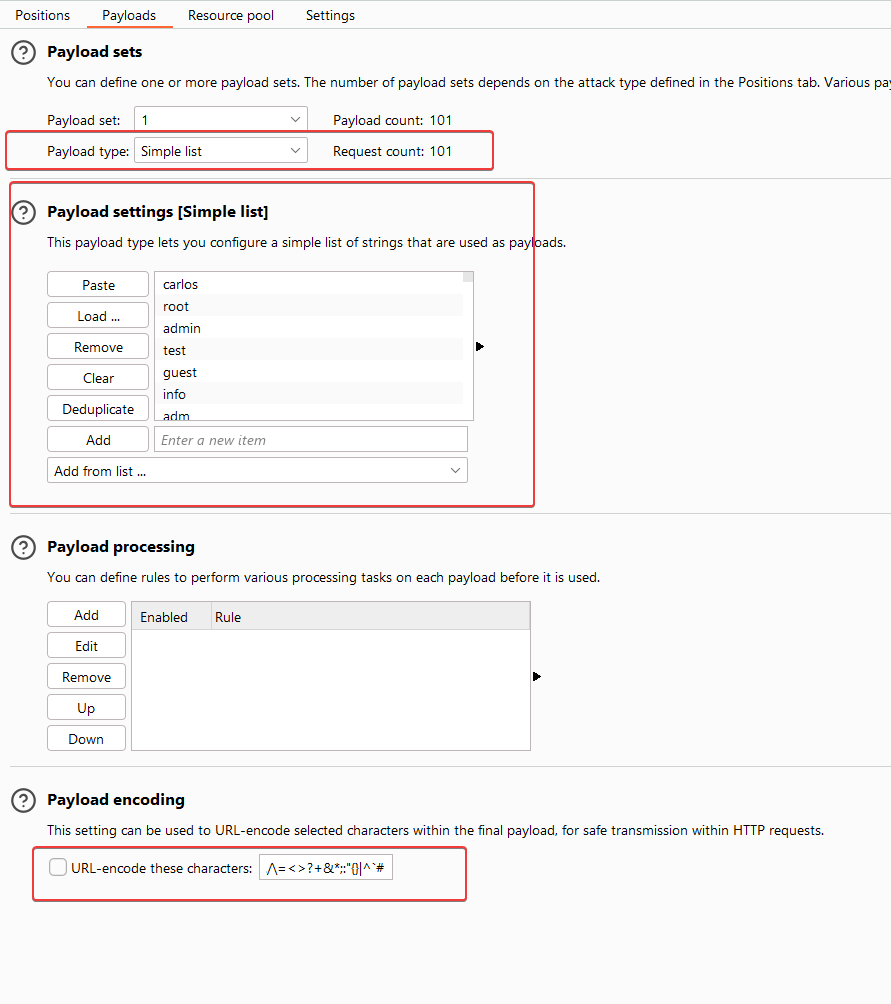 Positions Payloads Resource pool Settings
Payload sets
You can define one or more payload sets. The number of payload sets depends on the attack type defined in the Positions tab. Various pay
Payload set: 1 Payload count: 101
Payload type: Simple list Request count: 101
Payload settings [Simple list]
This payload type lets you configure a simple list of strings that are used as payloads.
Paste
Load ...
Remove
Clear
Deduplicate
Add
carlos
root
admin
test
guest
info
adm
Enter a new item
Add from list ...
Payload processing
You can define rules to perform various processing tasks on each payload before it is used.
Add
Edit
Remove
Up
Down
Enabled Rule
Payload encoding
This setting can be used to URL-encode selected characters within the final payload, for safe transmission within HTTP requests.
URL-encode these characters: /\=<>?+&*;:"{}|^`#